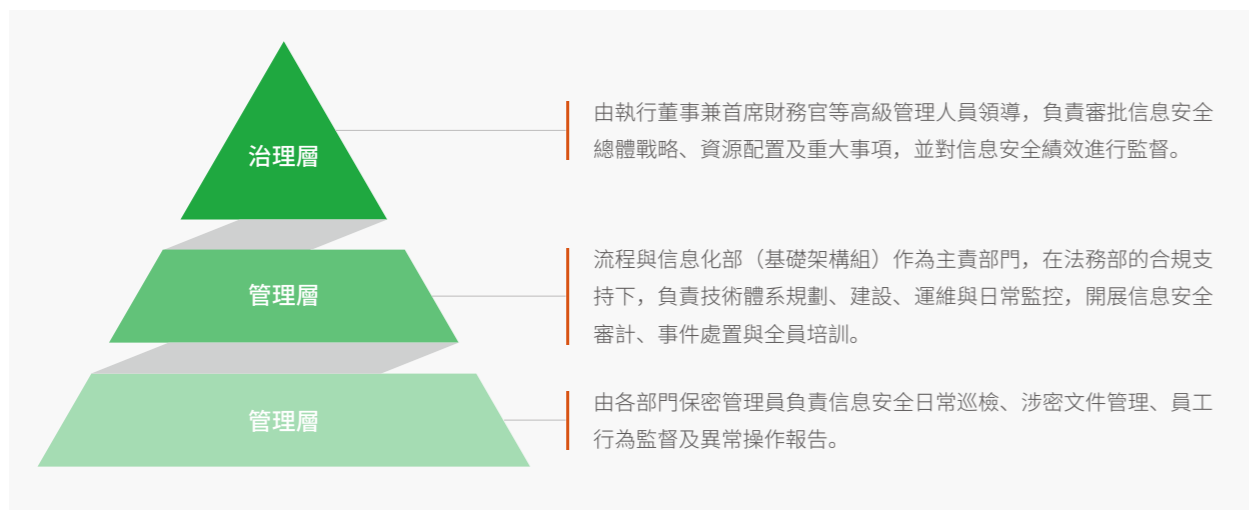 治理層
由執行董事兼首席財務官等高級管理人員領導，負責審批信息安全
總體戰略、資源配置及重大事項，並對信息安全績效進行監督。
管理層
流程與信息化部（基礎架構組）作為主責部門，在法務部的合規支
持下，負責技術體系規劃、建設、運維與日常監控，開展信息安全
審計、事件處置與全員培訓。
管理層
由各部門保密管理員負責信息安全日常巡檢、涉密文件管理、員工
行為監督及異常操作報告。